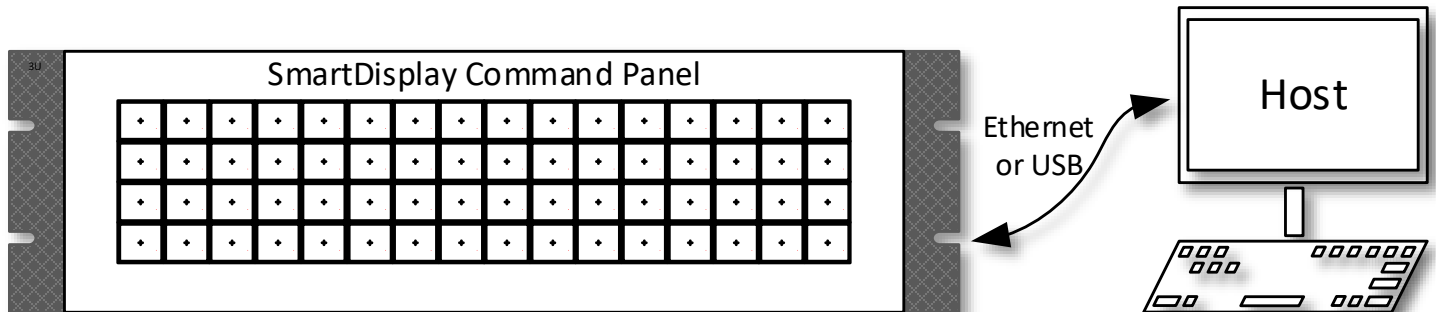 3U
SmartDisplay Command Panel
Ethernet
or USB
Host